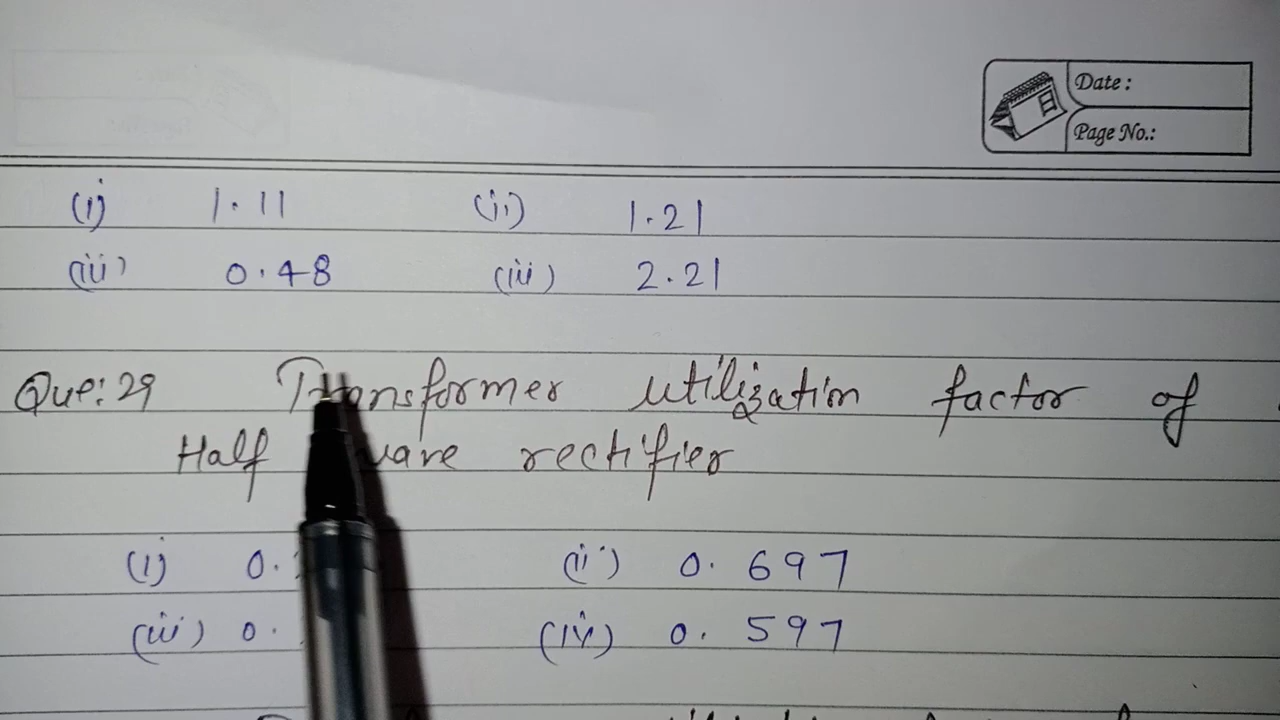 Date :
Page No.:
(i) 1.11 (ii) 1.21
(iii) 0.48 (iii) 2.21
Que: 29 Transformer utilization factor of
Half wave rectifier
(i) 0. (ii) 0.697
(iii) 0. (iv) 0.597